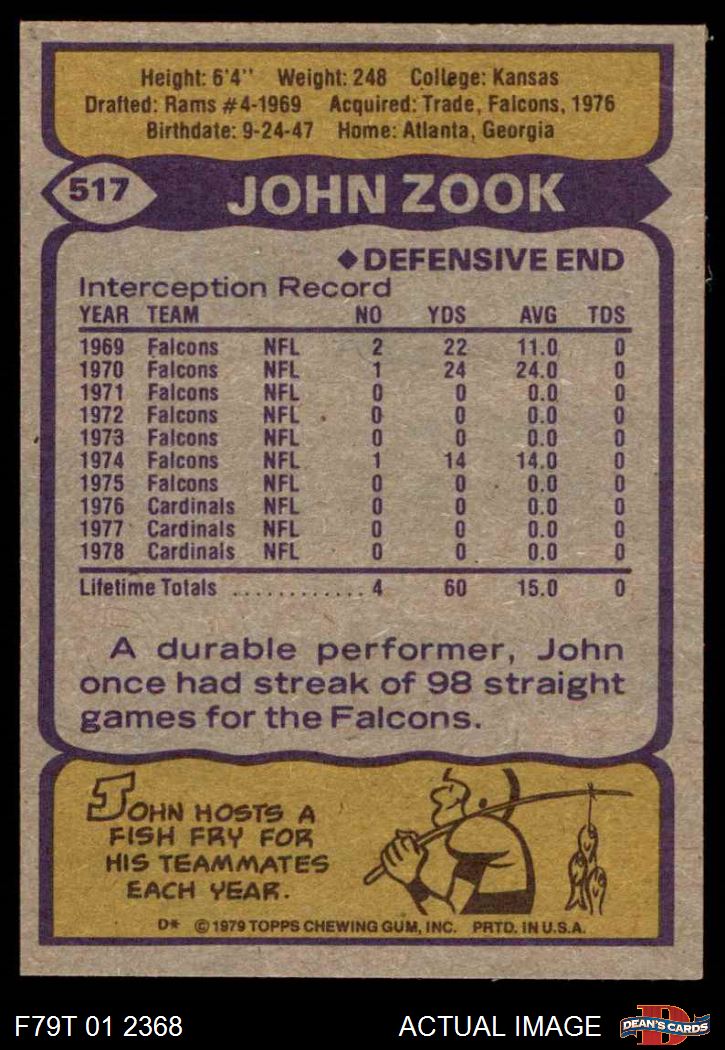 Height: 6'4'' Weight: 248 College: Kansas
Drafted: Rams #4-1969 Acquired: Trade, Falcons, 1976
Birthdate: 9-24-47 Home: Atlanta, Georgia
517 JOHN ZOOK
◆DEFENSIVE END
Interception Record
YEAR TEAM NO YDS AVG TDS
1969 Falcons NFL 2 22 11.0 0
1970 Falcons NFL 1 24 24.0 0
1971 Falcons NFL 0 0 0.0 0
1972 Falcons NFL 0 0 0.0 0
1973 Falcons NFL 0 0 0.0 0
1974 Falcons NFL 1 14 14.0 0
1975 Falcons NFL 0 0 0.0 0
1976 Cardinals NFL 0 0 0.0 0
1977 Cardinals NFL 0 0 0.0 0
1978 Cardinals NFL 0 0 0.0 0
Lifetime Totals ............ 4 60 15.0 0
A durable performer, John
once had streak of 98 straight
games for the Falcons.
JOHN HOSTS A
FISH FRY FOR
HIS TEAMMATES
EACH YEAR.
D* © 1979 TOPPS CHEWING GUM, INC. PRTD. IN U.S.A.
F79T 01 2368 ACTUAL IMAGE D DEAN'S CARDS